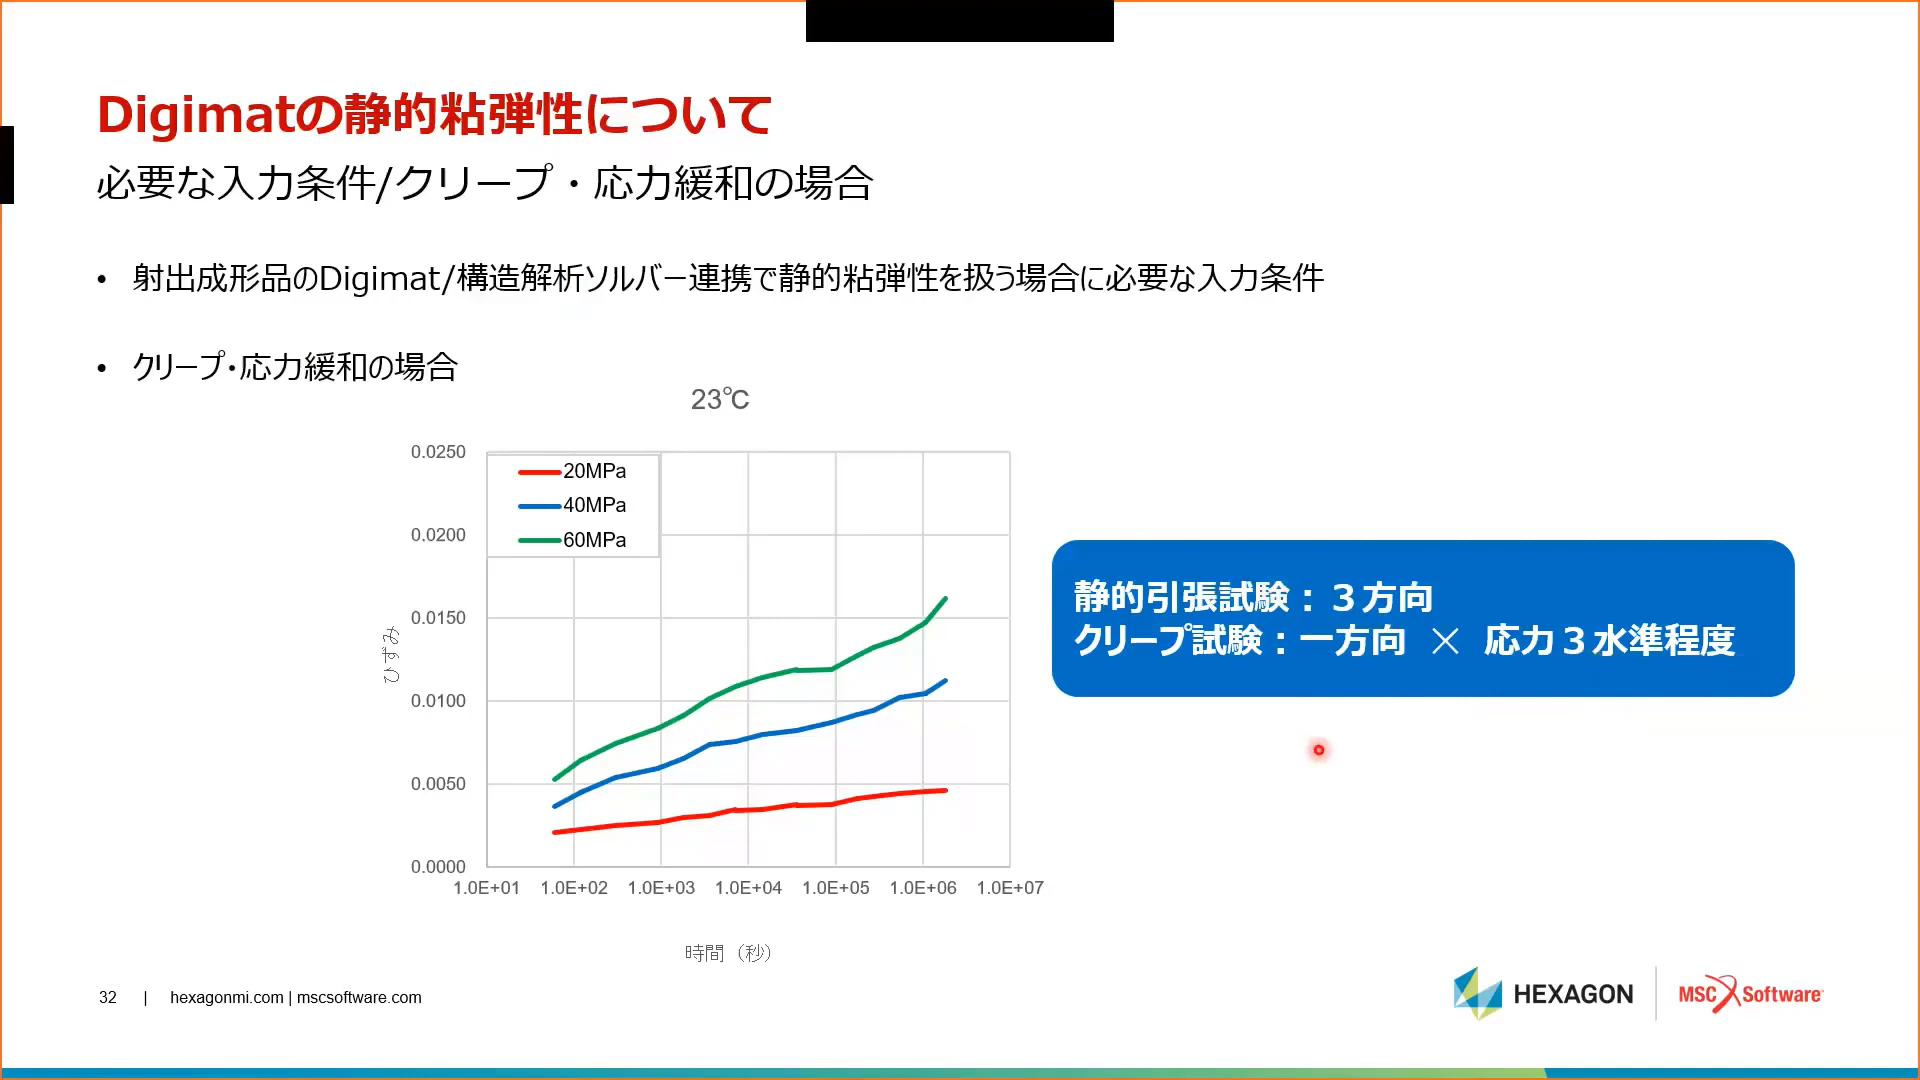 Digimatの静的粘弾性について
必要な入力条件/クリープ・応力緩和の場合
• 射出成形品のDigimat/構造解析ソルバー連携で静的粘弾性を扱う場合に必要な入力条件
• クリープ・応力緩和の場合
23℃
0.0250
0.0200
0.0150
0.0100
0.0050
0.0000
20MPa
40MPa
60MPa
ひずみ
1.0E+01 1.0E+02 1.0E+03 1.0E+04 1.0E+05 1.0E+06 1.0E+07
時間（秒）
静的引張試験：３方向
クリープ試験：一方向 × 応力３水準程度
32 | hexagonmi.com | mscsoftware.com
HEXAGON
MSC Software